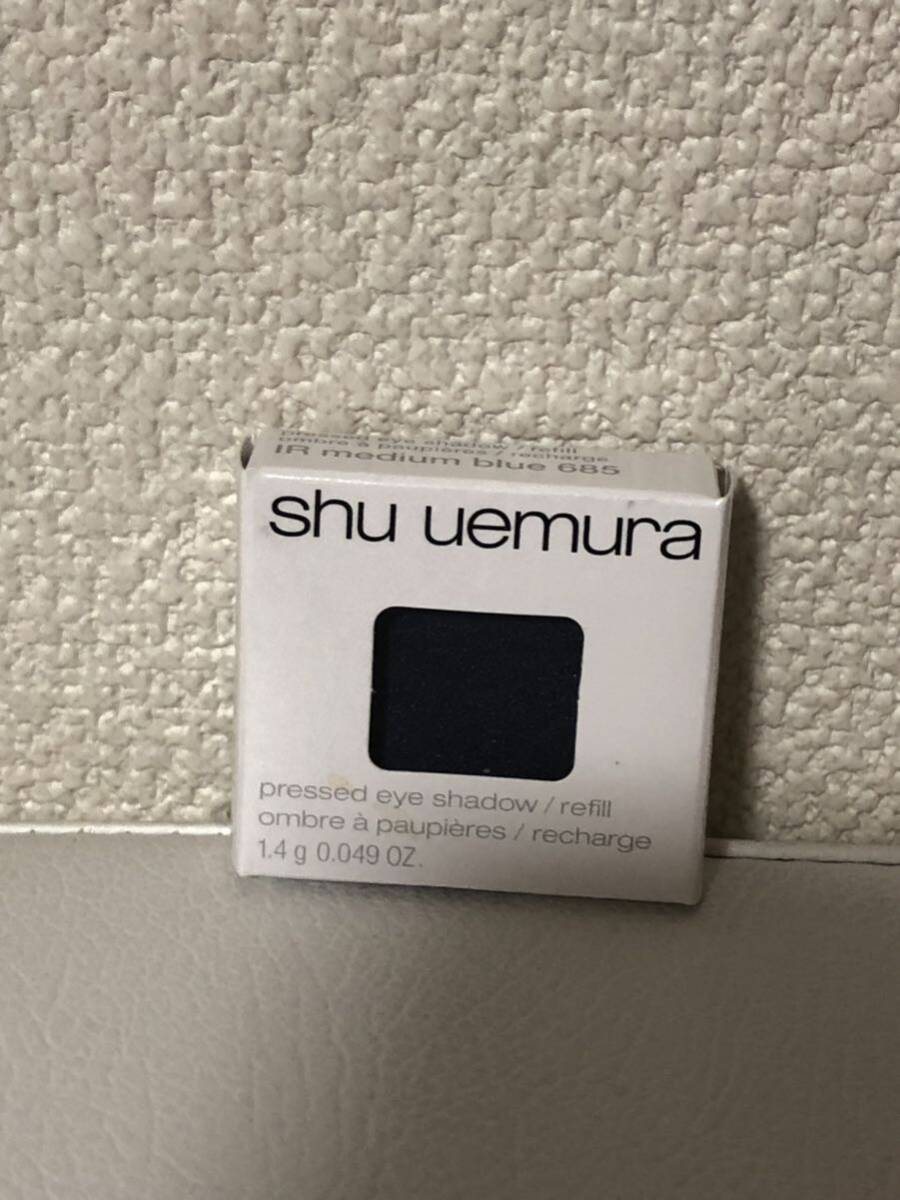 pressed eye shadow / refill
ombre à paupières / recharge
IR medium blue 685
shu uemura
pressed eye shadow / refill
ombre à paupières / recharge
1.4 g 0.049 OZ.